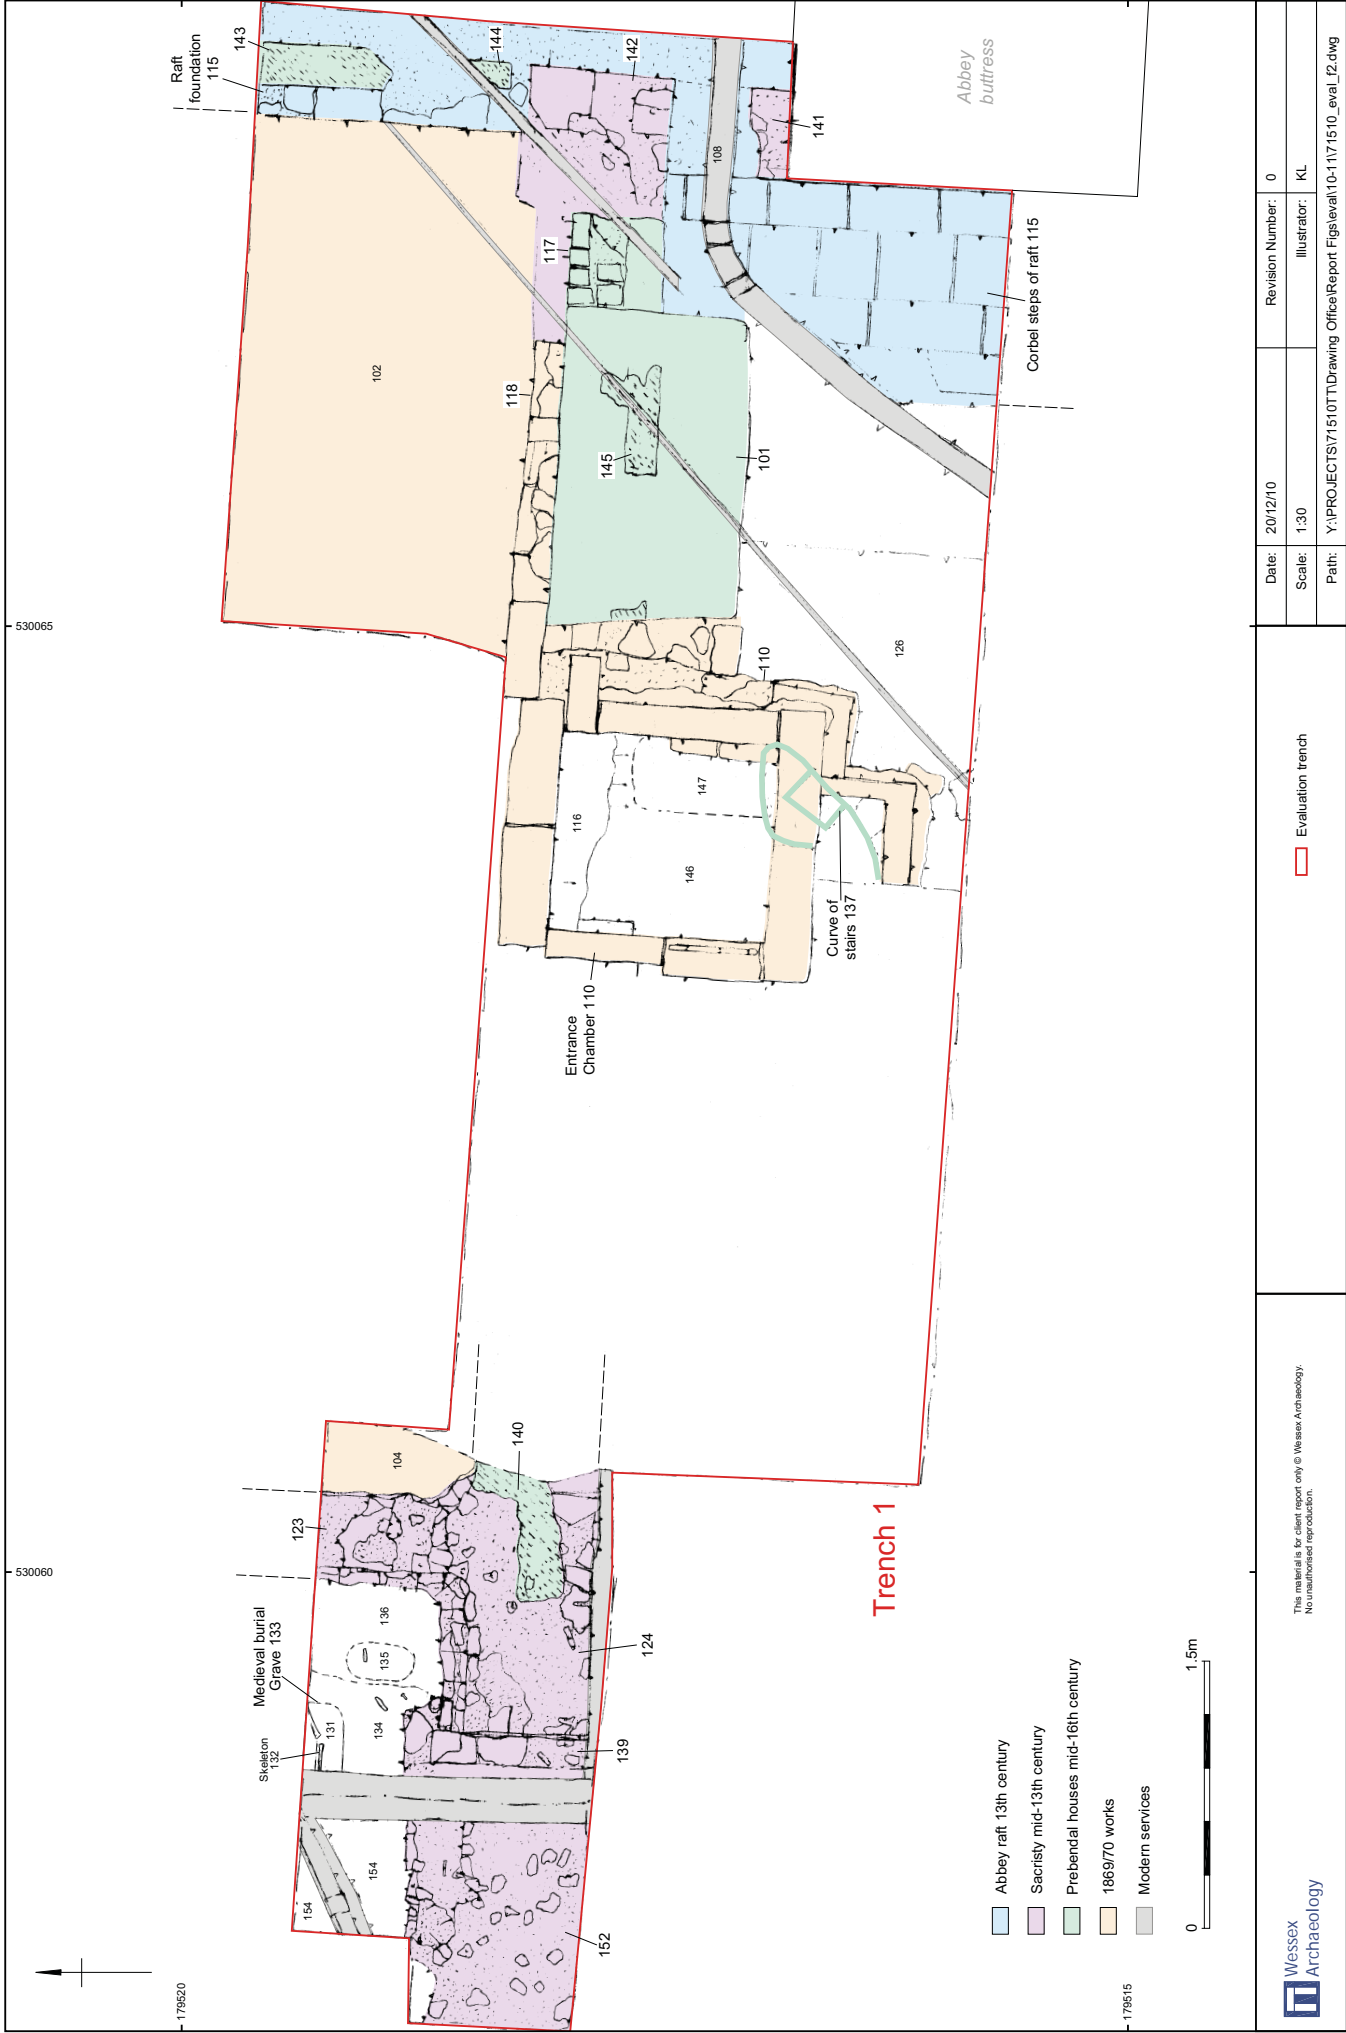 143
Raft
foundation
115
144
142
141
Abbey
buttress
108
117
102
118
145
101
Corbel steps of raft 115
530065
126
110
147
116
146
Curve of
stairs 137
Entrance
Chamber 110
104
140
123
530060
136
135
Medieval burial
Grave 133
131
134
Skeleton
132
124
139
154
154
152
179520
179515
Trench 1
Abbey raft 13th century
Sacristy mid-13th century
Prebendal houses mid-16th century
1869/70 works
Modern services
0
1.5m
Wessex
Archaeology
This material is for client report only © Wessex Archaeology.
No unauthorised reproduction.
Evaluation trench
Date:
20/12/10
Revision Number:
0
Scale:
1:30
Illustrator:
KL
Path:
Y:\PROJECTS\71510TT\Drawing Office\Report Figs\eval\10-11\71510_eval_f2.dwg